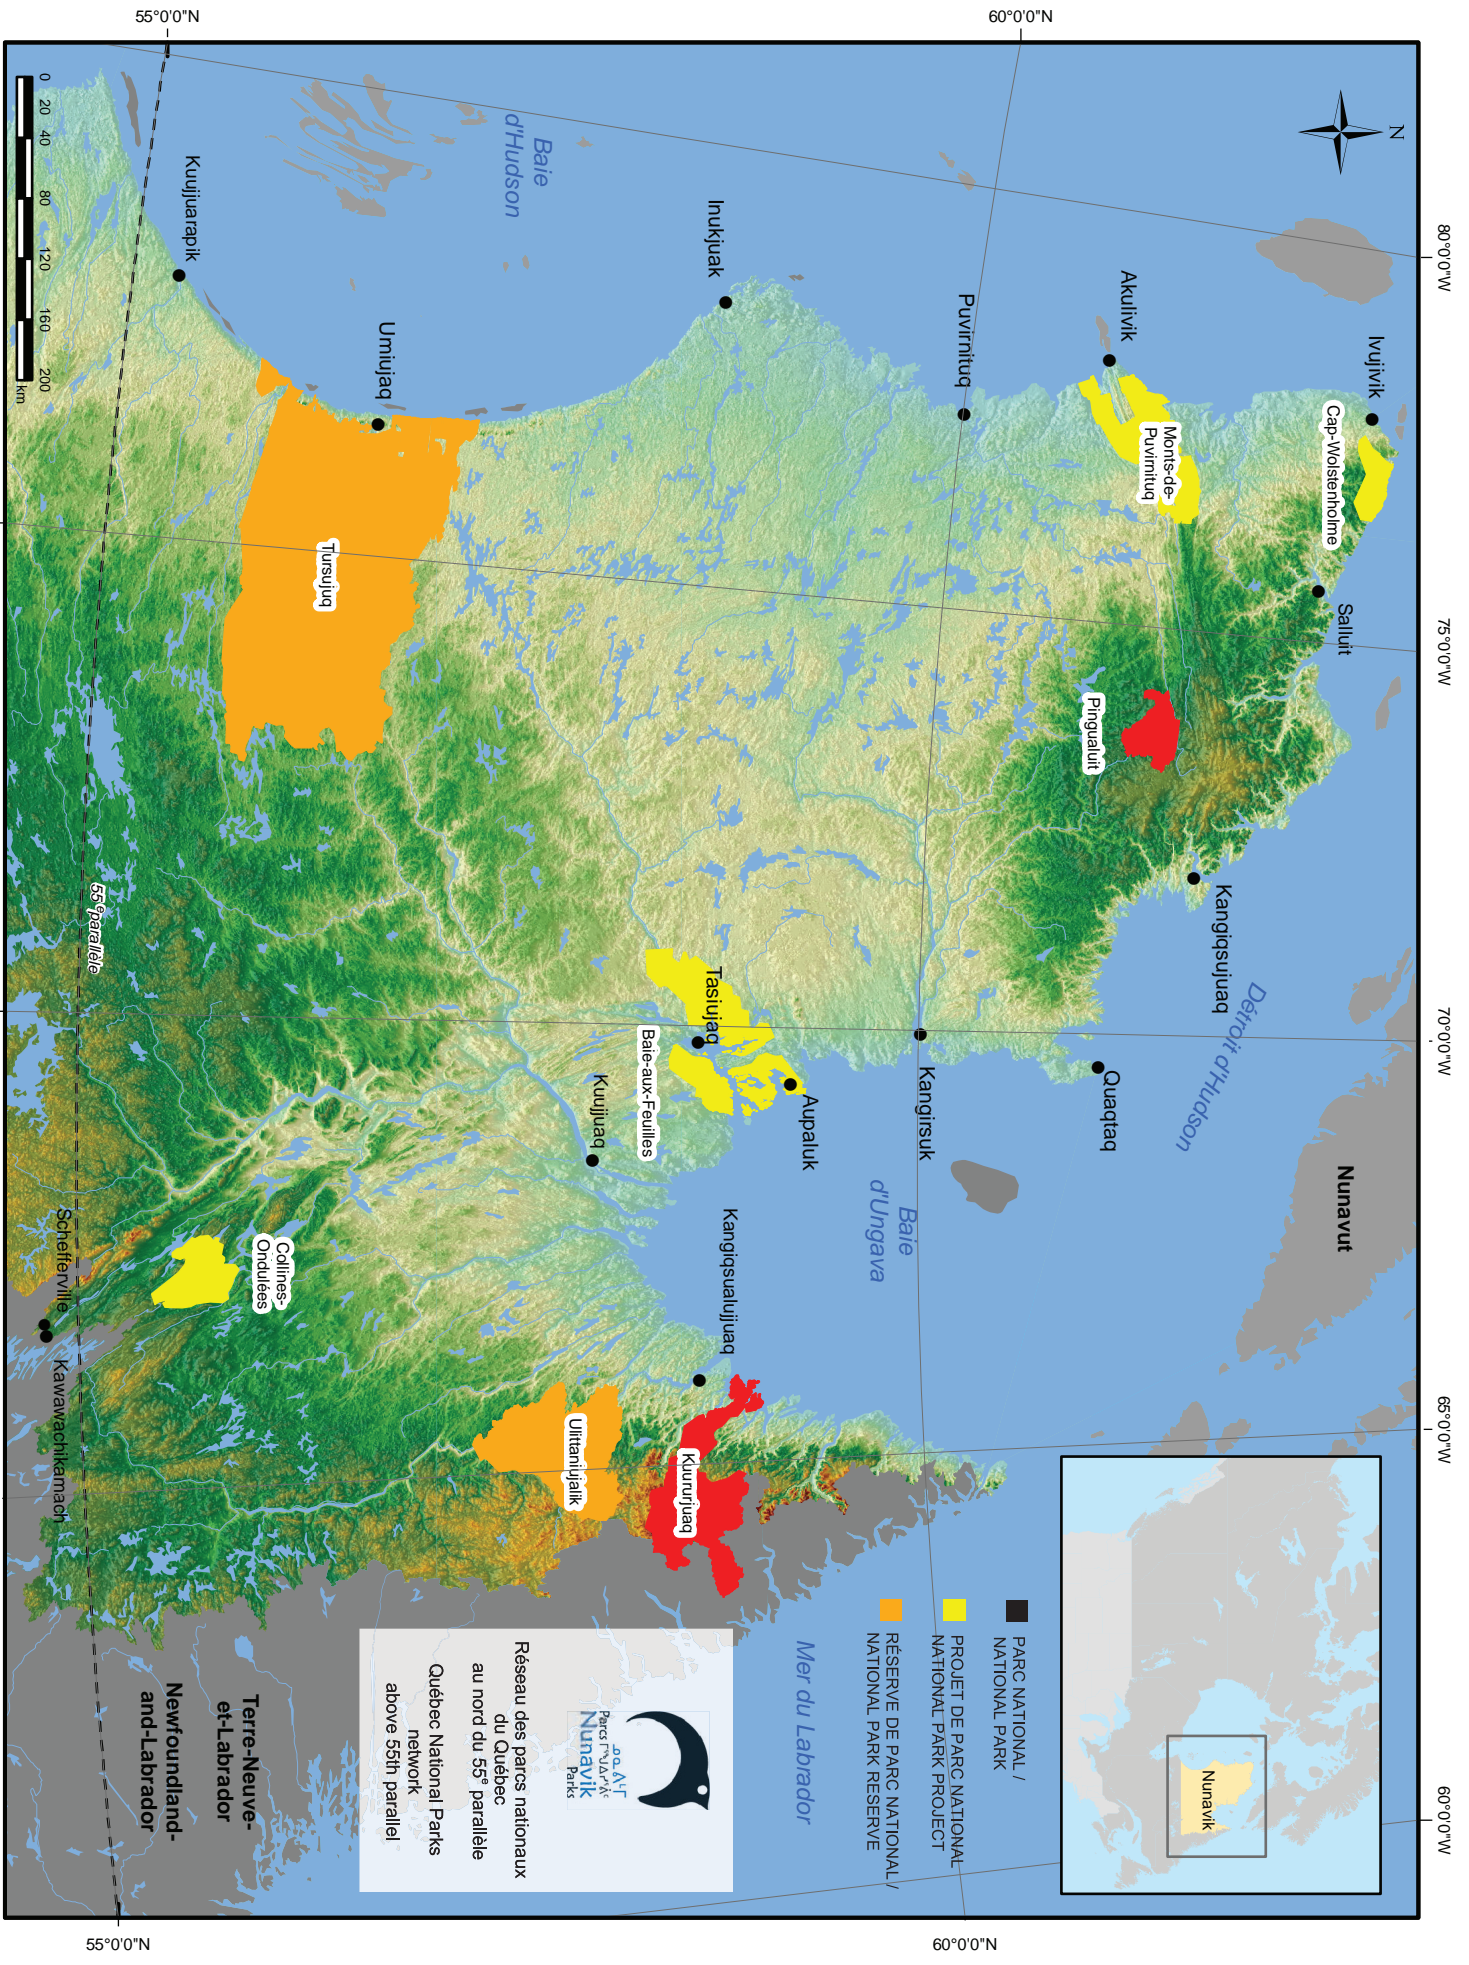 55°0'0"N
60°0'0"N
80°0'0"W
75°0'0"W
70°0'0"W
65°0'0"W
60°0'0"W
55°0'0"N
60°0'0"N
N
Ivujivik
Cap-Wolstenholme
Salluit
Akulivik
Monts-de-
Puvirnituq
Puvirnituq
Pingualuit
Kangiqsujuaq
Détroit d'Hudson
Nunavut
Inukjuak
Baie
d'Hudson
Umiujaq
Kuujjuarapik
Tursujuq
Quaqtaq
Kangirsuk
Aupaluk
Tasiujaq
Baie-aux-Feuilles
Kuujjuaq
Baie
d'Ungava
Kangiqsualujjuaq
Kuururjuaq
Ulittaniujalik
Collines-
Ondulées
55e parallèle
Schefferville
Kawawachikamach
0 20 40 80 120 160 200
km
Nunavik
PARC NATIONAL /
NATIONAL PARK
PROJET DE PARC NATIONAL
NATIONAL PARK PROJECT
RÉSERVE DE PARC NATIONAL /
NATIONAL PARK RESERVE
Mer du Labrador
Parcs
Nunavik
Parks
Réseau des parcs nationaux
du Québec
au nord du 55e parallèle
Québec National Parks
network
above 55th parallel
Terre-Neuve-
et-Labrador
Newfoundland-
and-Labrador